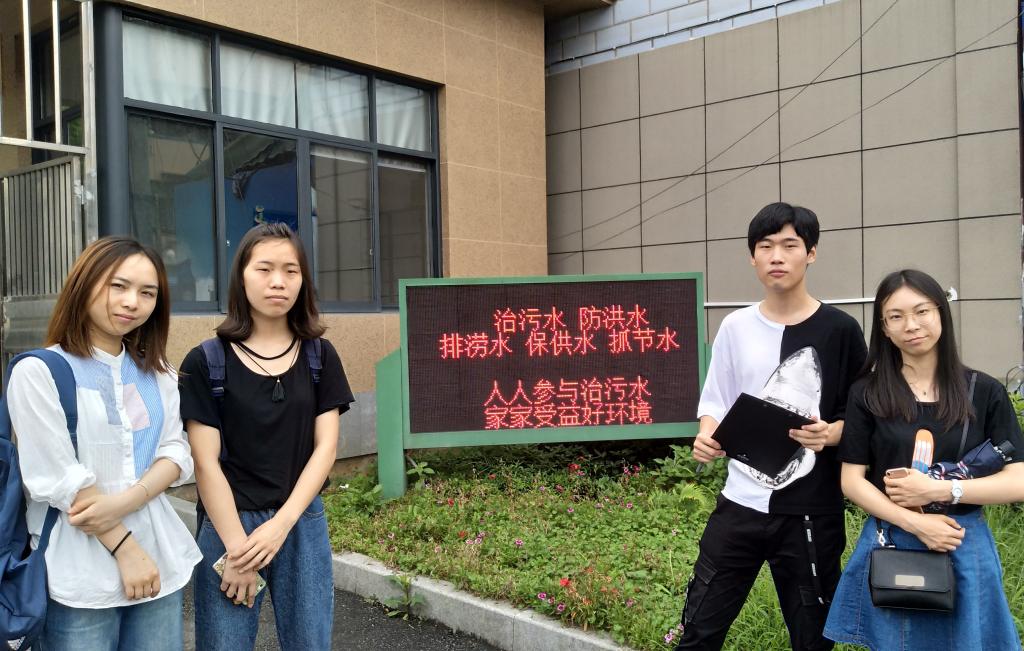 治污水 防洪水
排涝水 保供水 抓节水
人人参与治污水
家家受益好环境